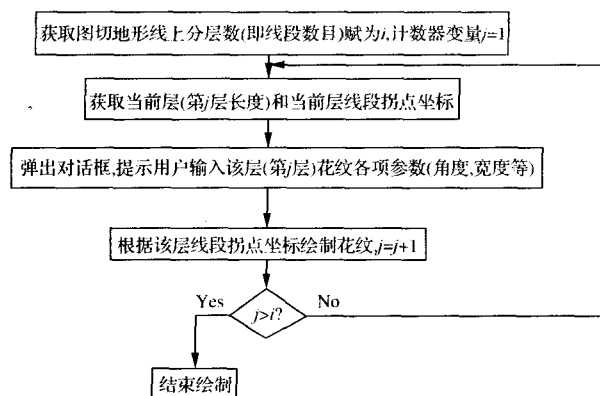 获取图切地形线上分层数(即线段数目)赋为i,计数器变量j=1
获取当前层(第j层长度)和当前层线段拐点坐标
弹出对话框,提示用户输入该层(第j层)花纹各项参数(角度,宽度等)
根据该层线段拐点坐标绘制花纹,j=j+1
Yes
j>i?
No
结束绘制